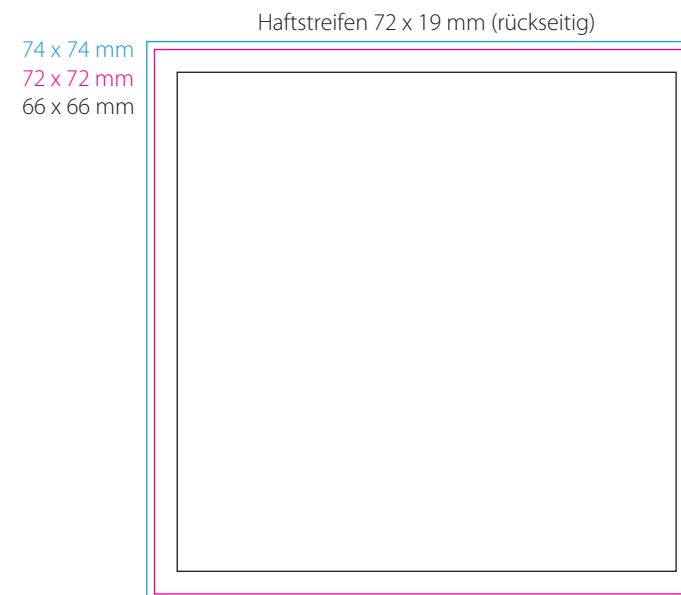 Haftstreifen 72 x 19 mm (rückseitig)
74 x 74 mm
72 x 72 mm
66 x 66 mm